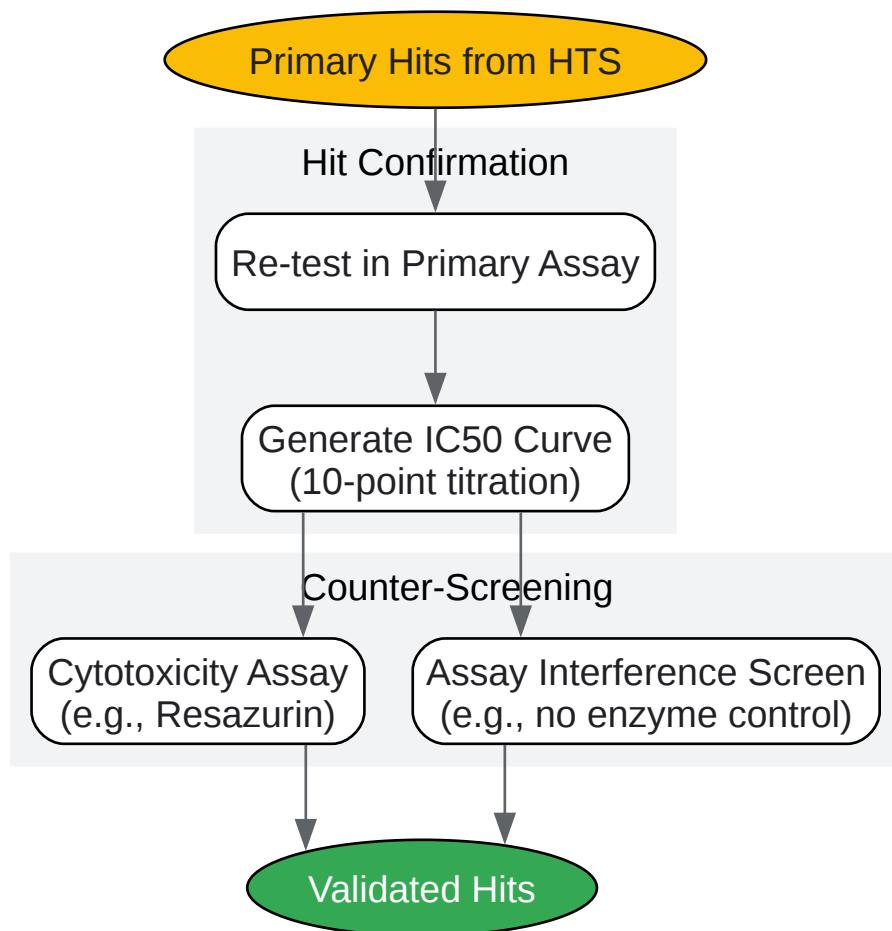 Primary Hits from HTS
Hit Confirmation
Re-test in Primary Assay
Generate IC50 Curve
(10-point titration)
Counter-Screening
Cytotoxicity Assay
(e.g., Resazurin)
Assay Interference Screen
(e.g., no enzyme control)
Validated Hits